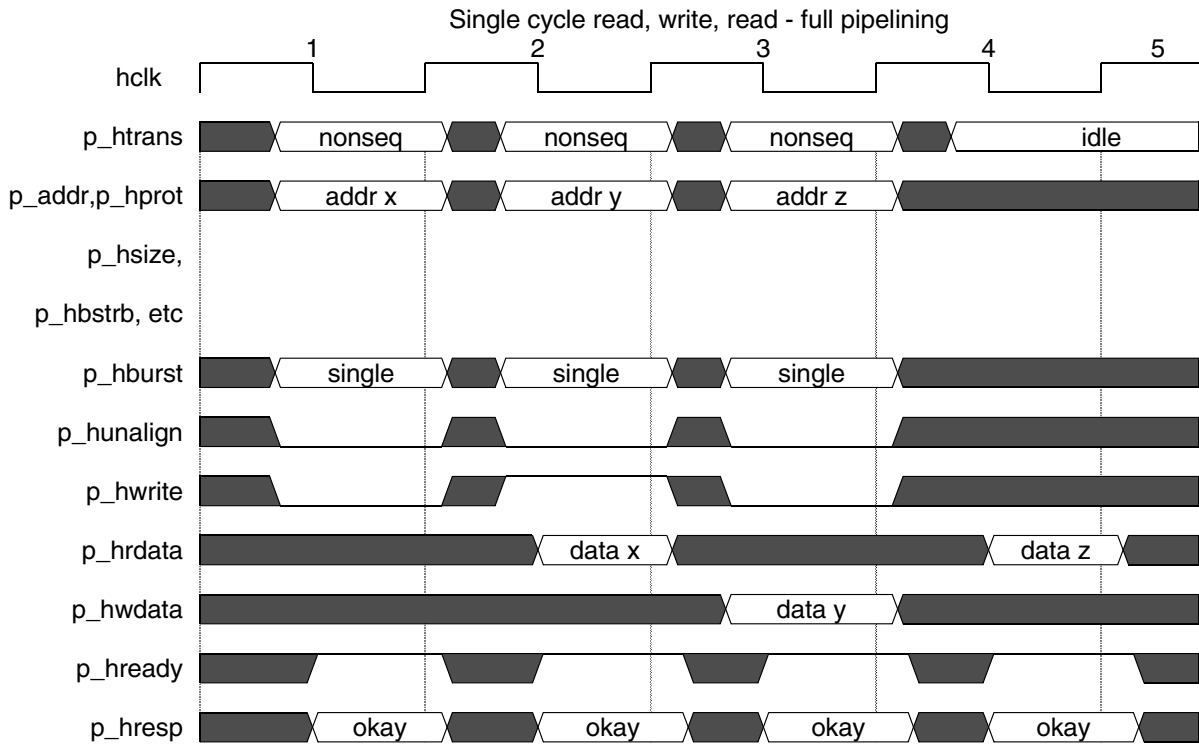 Single cycle read, write, read - full pipelining
1 2 3 4 5
hclk
p_htrans nonseq nonseq nonseq idle
p_addr,p_hprot addr x addr y addr z
p_hsize,
p_hbstrb, etc
p_hburst single single single
p_hunalign
p_hwrite
p_hrdata data x data z
p_hwdata data y
p_hready
p_hresp okay okay okay okay